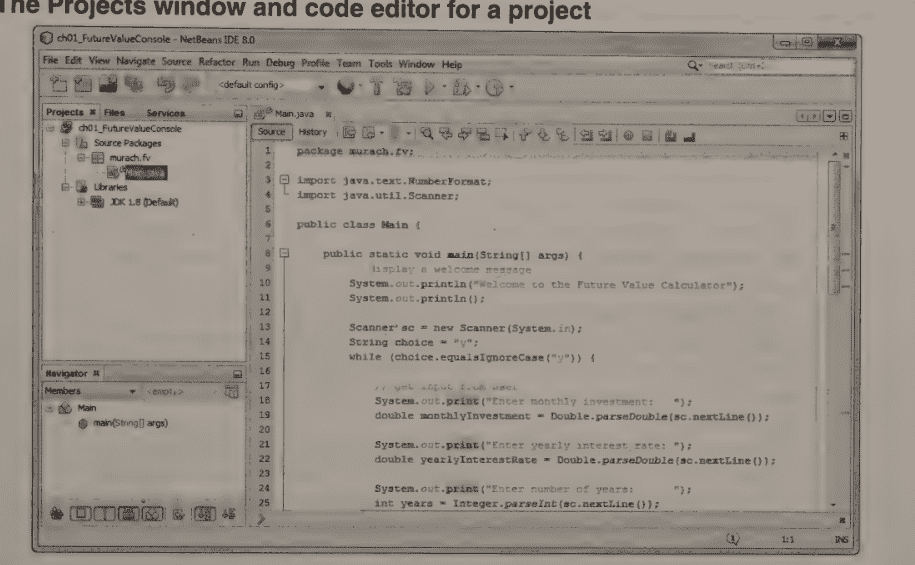 The Projects window and code editor for a project
ch01_FutureValueConsole - NetBeans IDE 8.0
File Edit View Navigate Source Refactor Run Debug Profile Team Tools Window Help
<default config>
Projects Files Services
ch01_FutureValueConsole
Source Packages
murach.fv
Libraries
JDK 1.8 (Default)
Navigator
Members <empty>
Main
main(String[] args)
Main.java
Source History
1 package murach.fv;
2
3 import java.text.NumberFormat;
4 import java.util.Scanner;
5
6 public class Main {
7
8 public static void main(String[] args) {
9 display a welcome message
10 System.out.println("Welcome to the Future Value Calculator");
11 System.out.println();
12
13 Scanner sc = new Scanner(System.in);
14 String choice = "y";
15 while (choice.equalsIgnoreCase("y")) {
16
17 // get input from user
18 System.out.print("Enter monthly investment: ");
19 double monthlyInvestment = Double.parseDouble(sc.nextLine());
20
21 System.out.print("Enter yearly interest rate: ");
22 double yearlyInterestRate = Double.parseDouble(sc.nextLine());
23
24 System.out.print("Enter number of years: ");
25 int years = Integer.parseInt(sc.nextLine());
1:1 INS